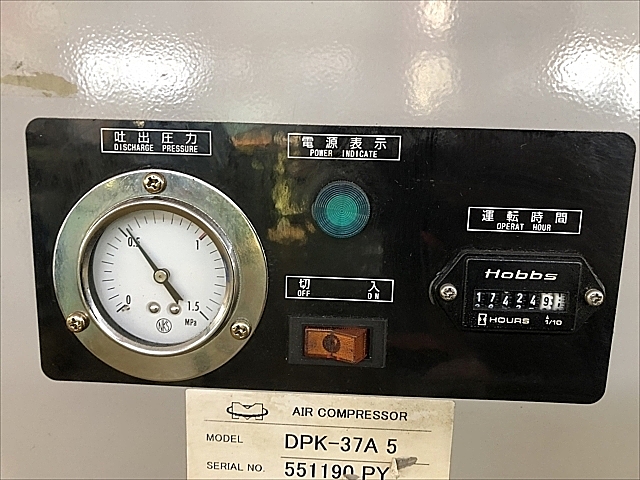 吐出圧力
DISCHARGE PRESSURE
電源表示
POWER INDICATE
運転時間
OPERAT HOUR
0.5
1
0
1.5
MPa
切 入
OFF ON
Hobbs
17424
HOURS 1/10
AIR COMPRESSOR
MODEL DPK-37A 5
SERIAL NO. 551190 PY